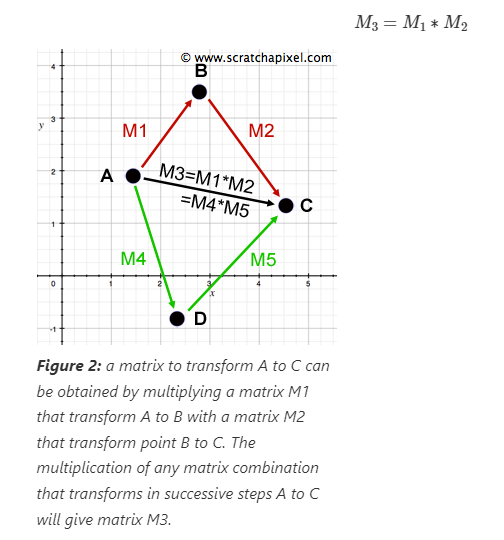 M₃ = M₁ ∗ M₂
© www.scratchapixel.com
4
B
y
3
M1
M2
A
M3=M1*M2
=M4*M5
2
C
1
M4
M5
0
1
2
3
4
5
x
D
-1
Figure 2: a matrix to transform A to C can
be obtained by multiplying a matrix M1
that transform A to B with a matrix M2
that transform point B to C. The
multiplication of any matrix combination
that transforms in successive steps A to C
will give matrix M3.